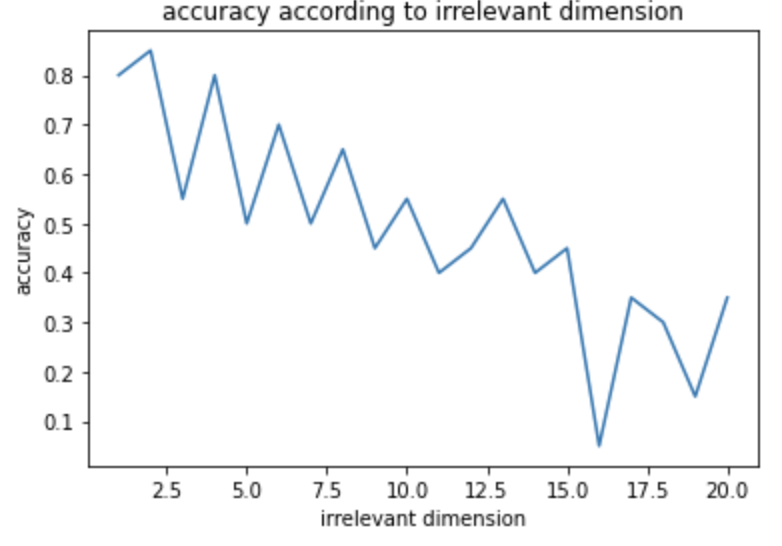 accuracy according to irrelevant dimension
accuracy
0.8
0.7
0.6
0.5
0.4
0.3
0.2
0.1
2.5 5.0 7.5 10.0 12.5 15.0 17.5 20.0
irrelevant dimension